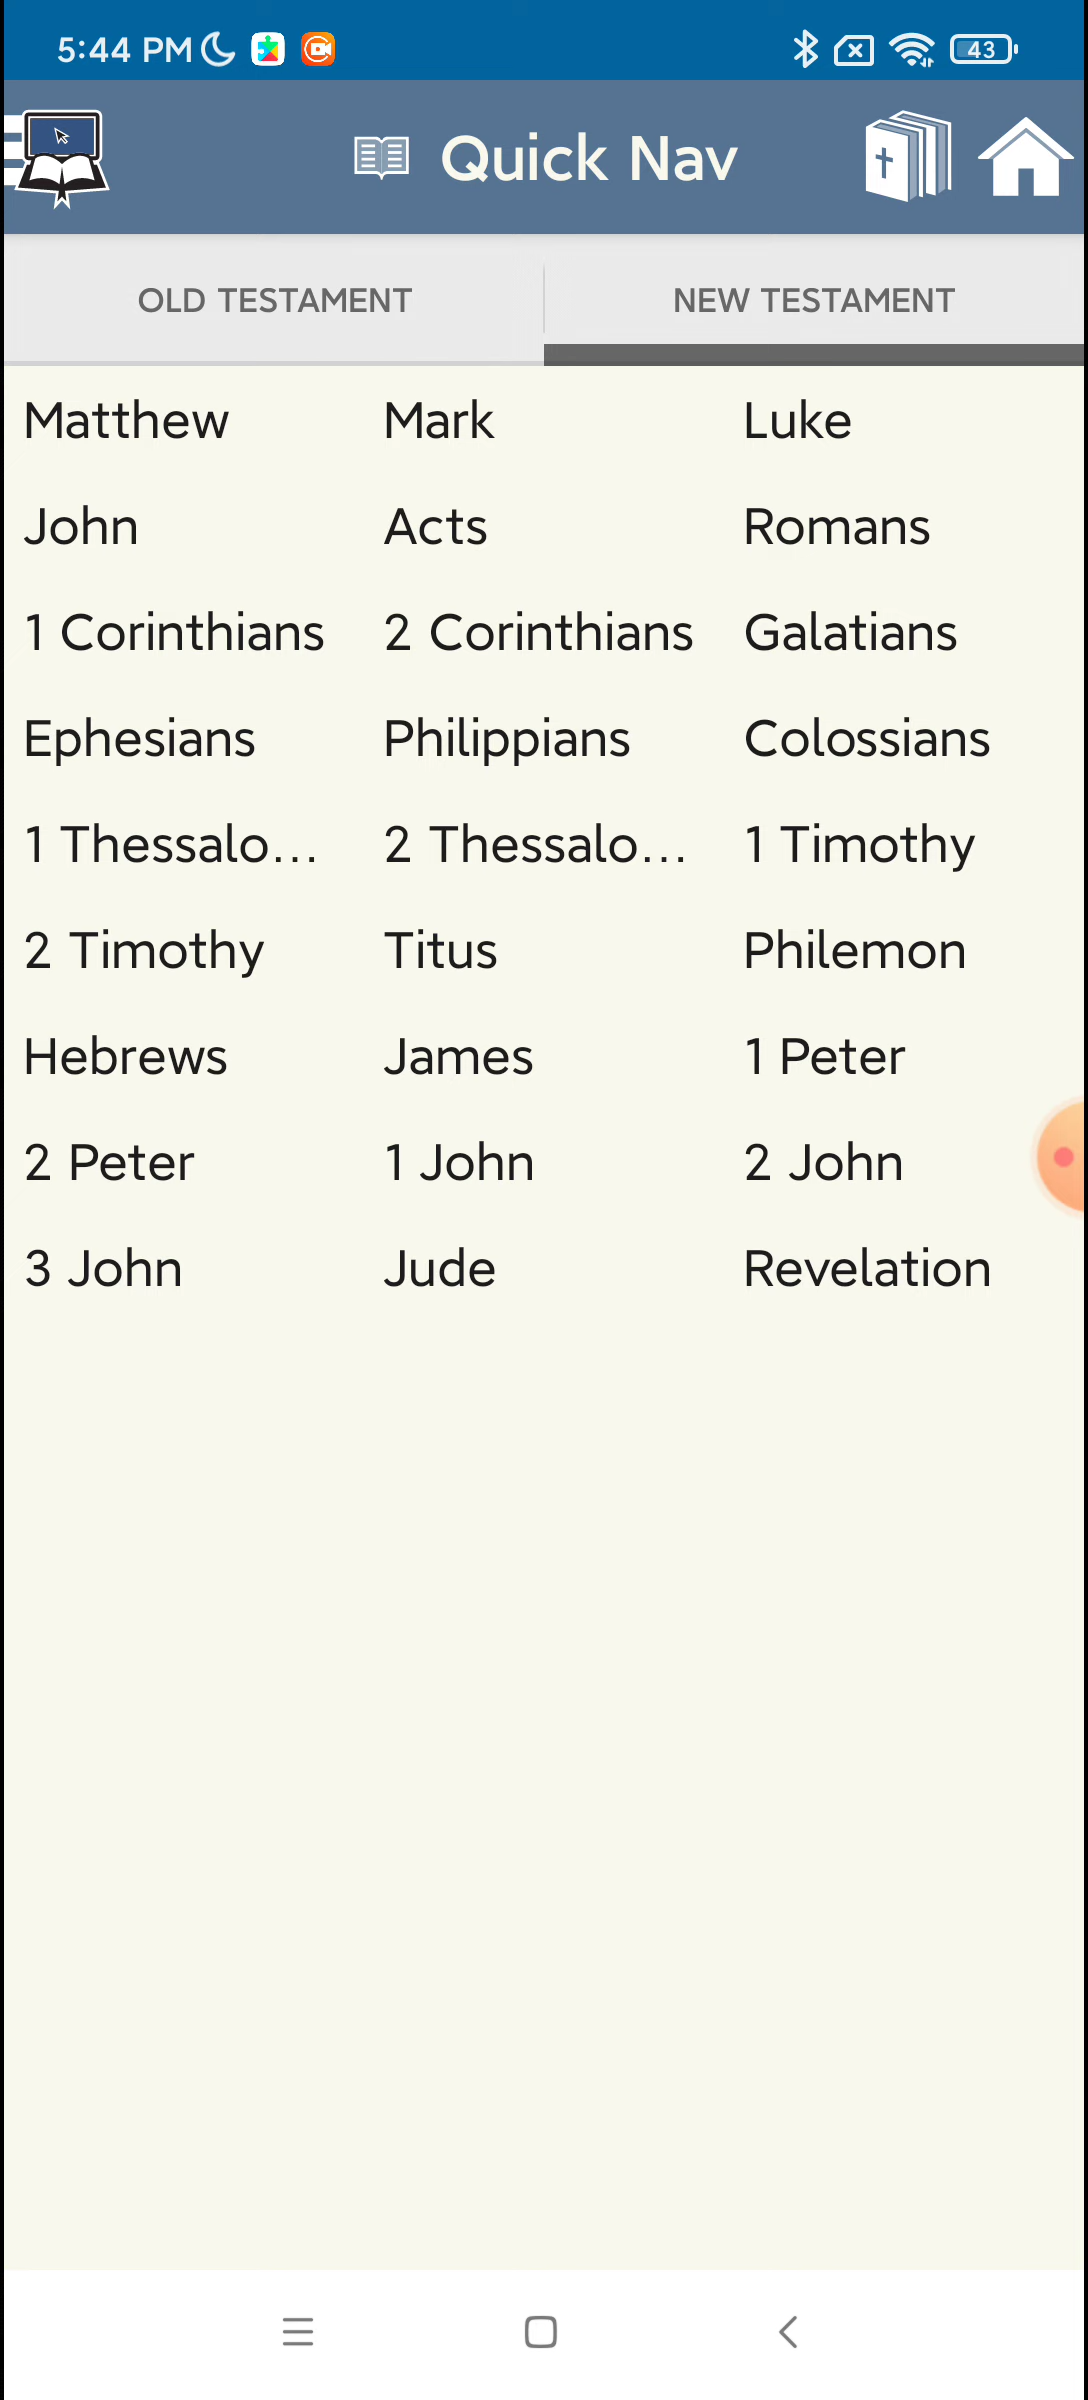 5:44 PM 43
Quick Nav
OLD TESTAMENT NEW TESTAMENT
Matthew Mark Luke
John Acts Romans
1 Corinthians 2 Corinthians Galatians
Ephesians Philippians Colossians
1 Thessalo... 2 Thessalo... 1 Timothy
2 Timothy Titus Philemon
Hebrews James 1 Peter
2 Peter 1 John 2 John
3 John Jude Revelation